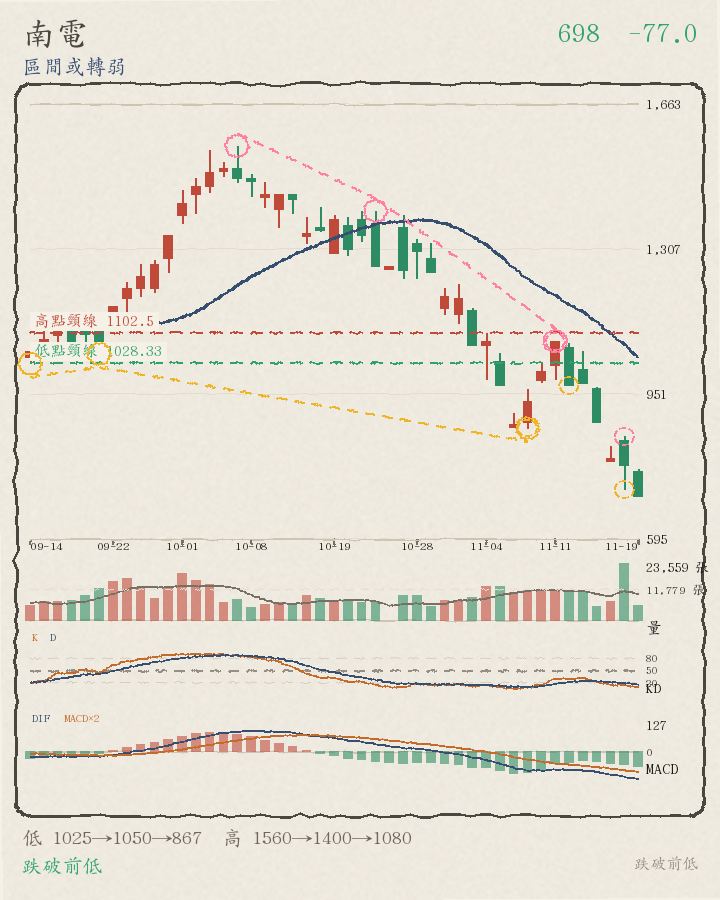 南電
698 -77.0
區間或轉弱
1,663
1,307
高點頸線 1102.5
低點頸線 1028.33
951
595
09-14 09-22 10-01 10-08 10-19 10-28 11-04 11-11 11-19
23,559 張
11,779 張
量
K D
80
50
20
KD
DIF MACD×2
127
0
MACD
低 1025→1050→867 高 1560→1400→1080
跌破前低
跌破前低